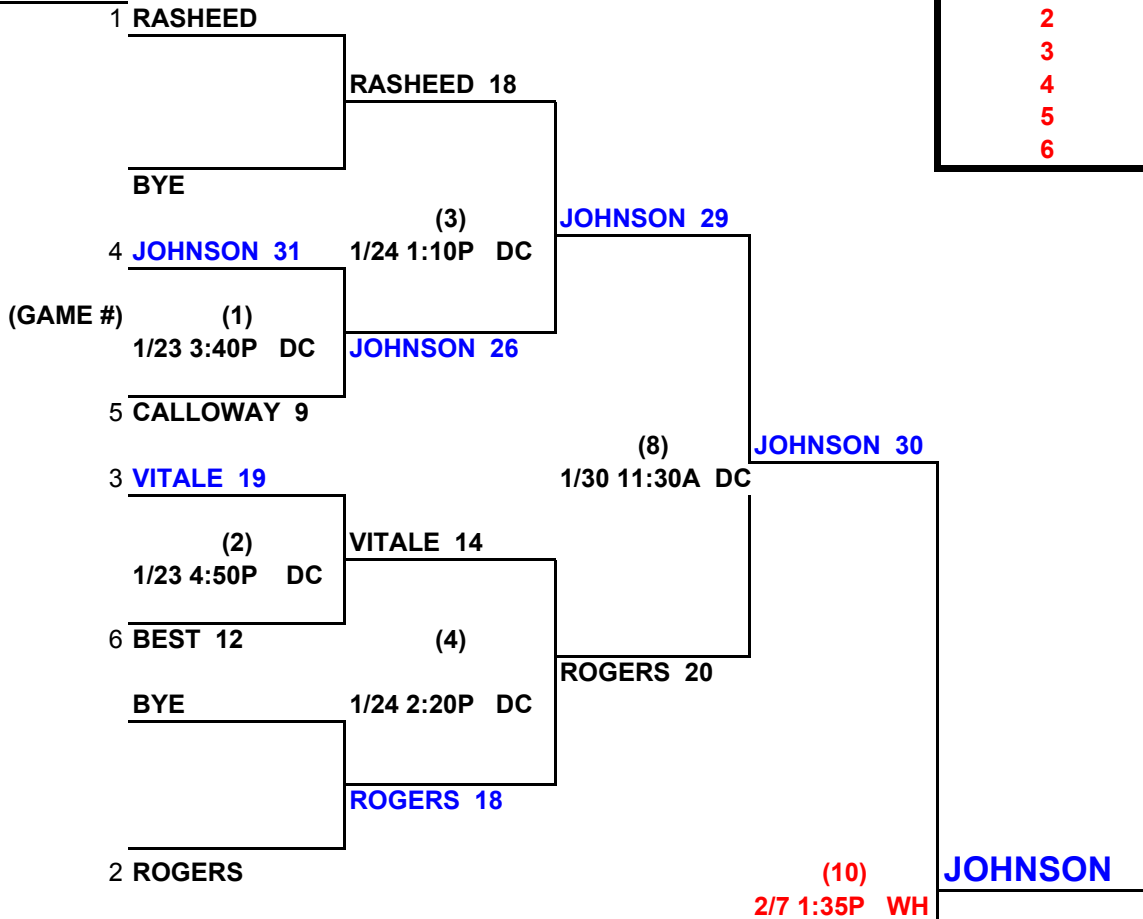 1 RASHEED
2
3
RASHEED 18
4
5
6
BYE
(3)
JOHNSON 29
4 JOHNSON 31
1/24 1:10P DC
(GAME #)
(1)
1/23 3:40P DC
JOHNSON 26
5 CALLOWAY 9
(8)
JOHNSON 30
3 VITALE 19
1/30 11:30A DC
(2)
VITALE 14
1/23 4:50P DC
6 BEST 12
(4)
ROGERS 20
BYE
1/24 2:20P DC
ROGERS 18
2 ROGERS
(10)
JOHNSON
2/7 1:35P WH